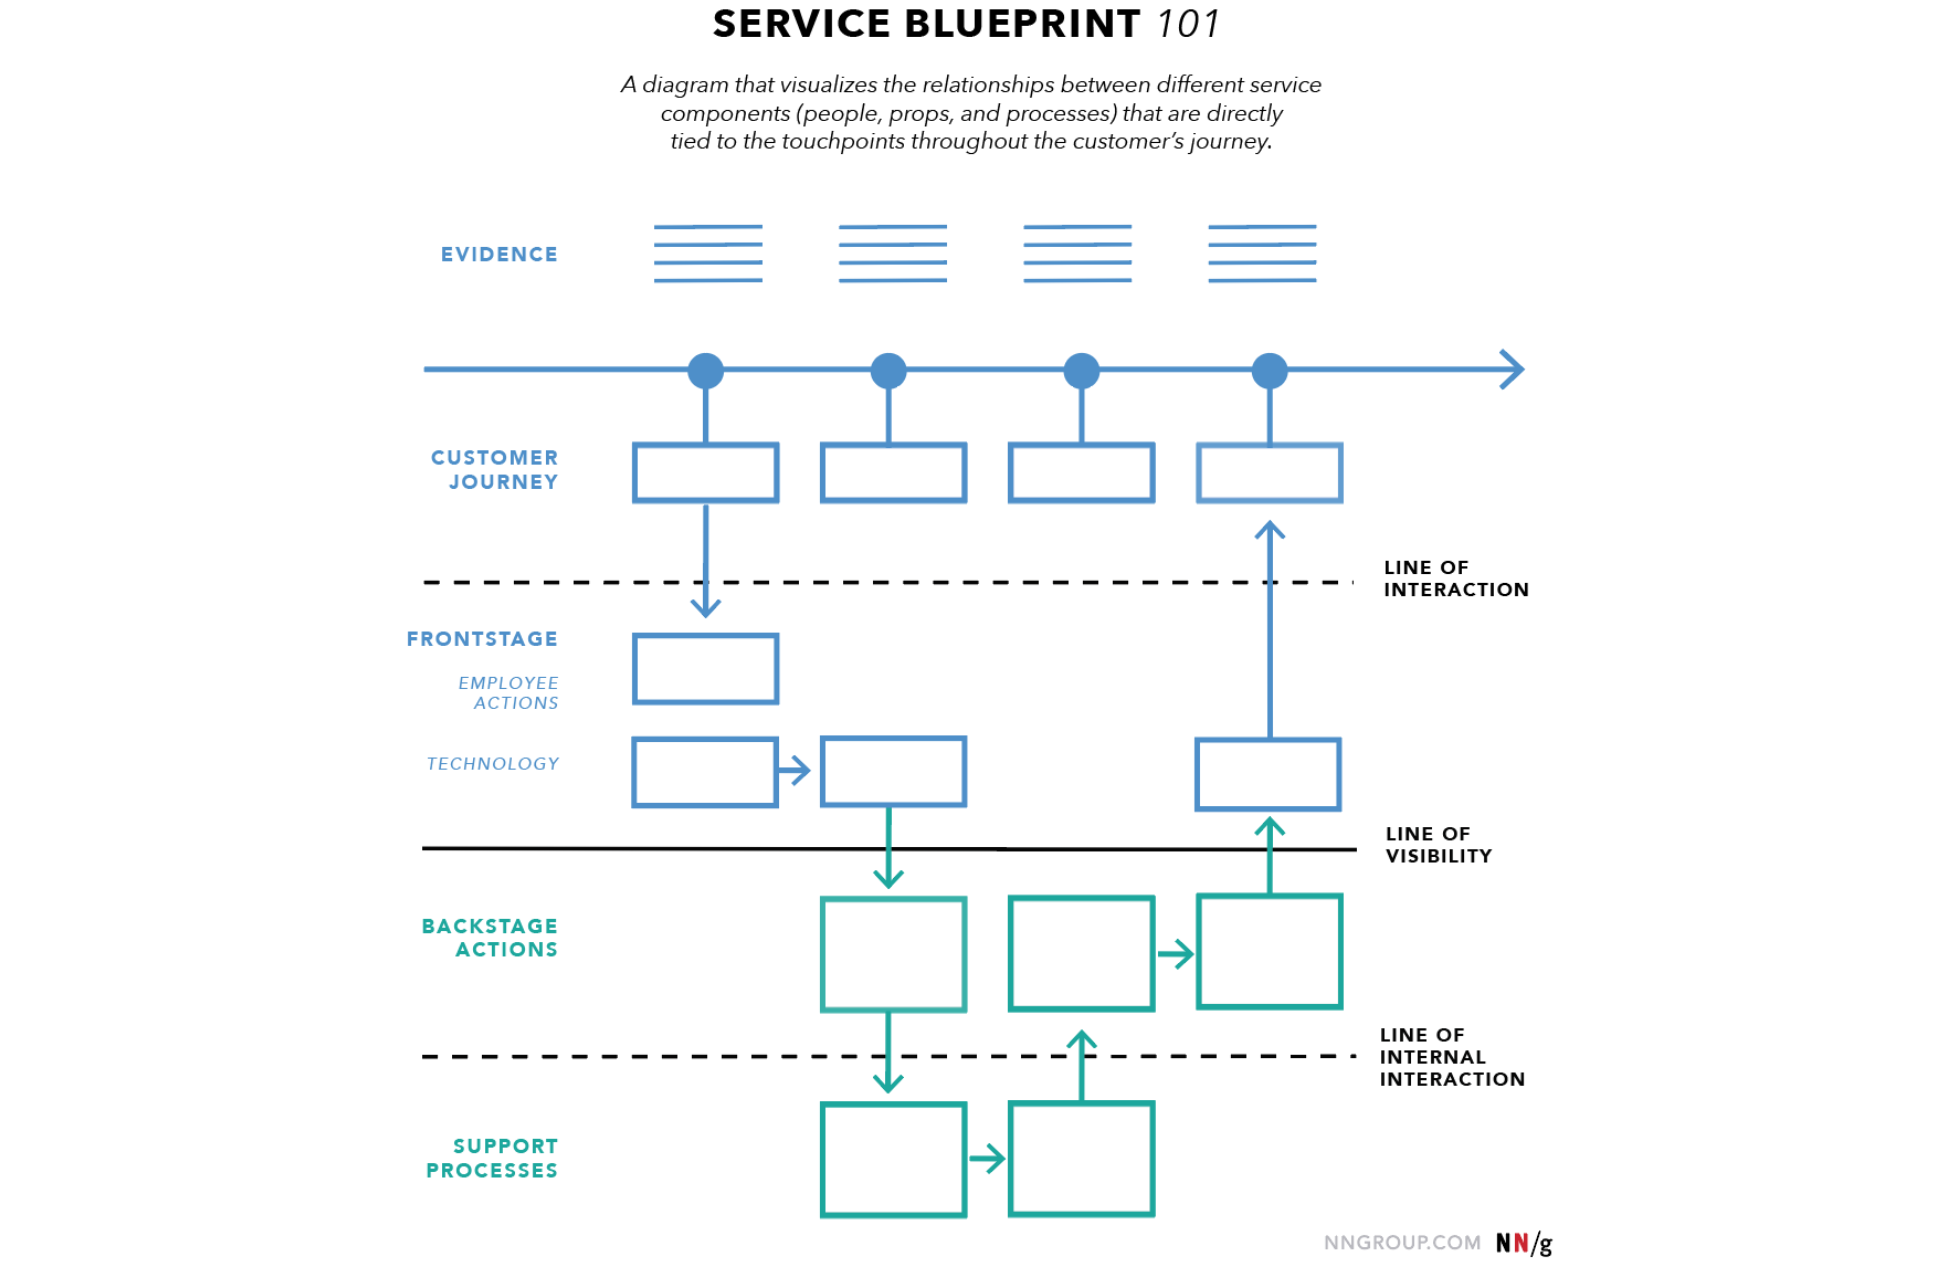 SERVICE BLUEPRINT 101
A diagram that visualizes the relationships between different service
components (people, props, and processes) that are directly
tied to the touchpoints throughout the customer’s journey.
EVIDENCE
CUSTOMER
JOURNEY
LINE OF
INTERACTION
FRONTSTAGE
EMPLOYEE
ACTIONS
TECHNOLOGY
LINE OF
VISIBILITY
BACKSTAGE
ACTIONS
LINE OF
INTERNAL
INTERACTION
SUPPORT
PROCESSES
NNGROUP.COM NN/g